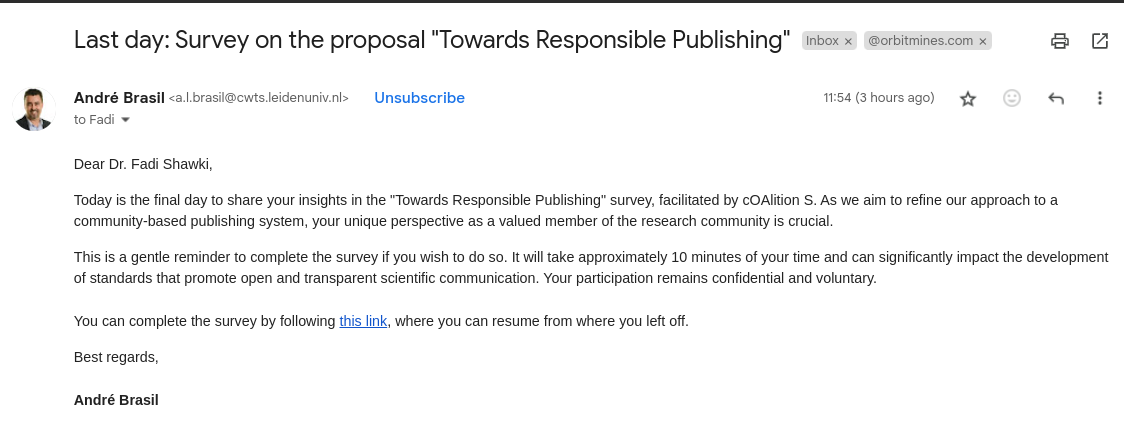 Last day: Survey on the proposal "Towards Responsible Publishing" Inbox × @orbitmines.com ×
André Brasil <a.l.brasil@cwts.leidenuniv.nl> Unsubscribe 11:54 (3 hours ago)
to Fadi
Dear Dr. Fadi Shawki,
Today is the final day to share your insights in the "Towards Responsible Publishing" survey, facilitated by cOAlition S. As we aim to refine our approach to a
community-based publishing system, your unique perspective as a valued member of the research community is crucial.
This is a gentle reminder to complete the survey if you wish to do so. It will take approximately 10 minutes of your time and can significantly impact the development
of standards that promote open and transparent scientific communication. Your participation remains confidential and voluntary.
You can complete the survey by following this link, where you can resume from where you left off.
Best regards,
André Brasil